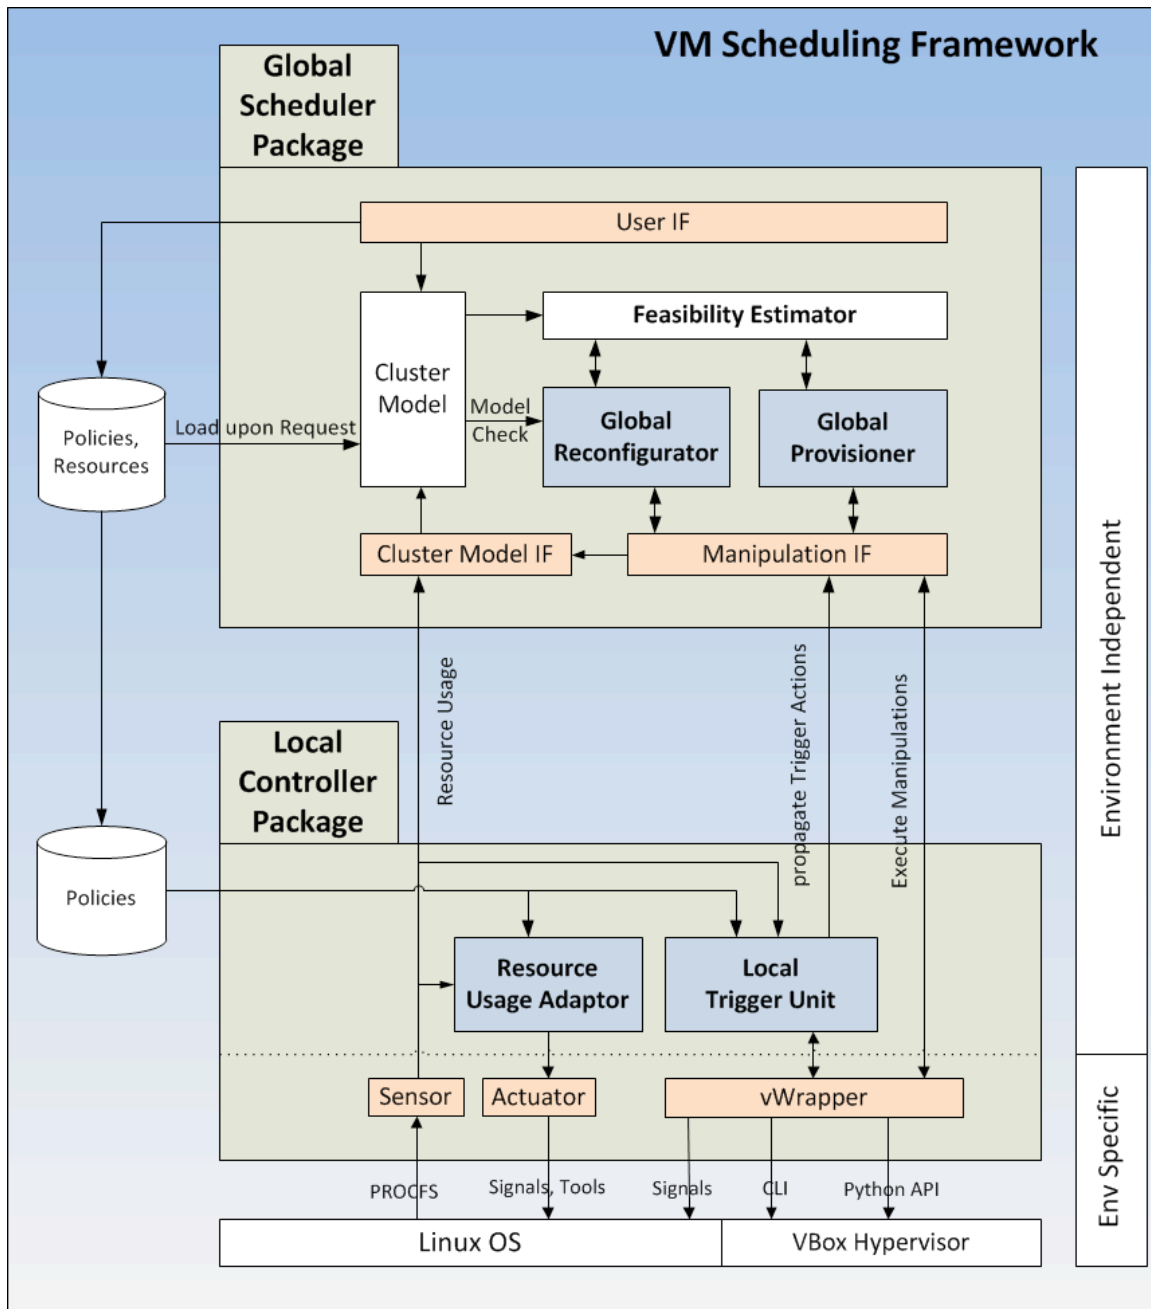 VM Scheduling Framework
Global
Scheduler
Package
User IF
Feasibility Estimator
Cluster
Model
Model
Check
Global
Reconfigurator
Global
Provisioner
Policies,
Resources
Load upon Request
Cluster Model IF
Manipulation IF
Environment Independent
Resource Usage
propagate Trigger Actions
Execute Manipulations
Local
Controller
Package
Policies
Resource
Usage Adaptor
Local
Trigger Unit
Sensor
Actuator
vWrapper
Env Specific
PROCFS
Signals, Tools
Signals
CLI
Python API
Linux OS
VBox Hypervisor